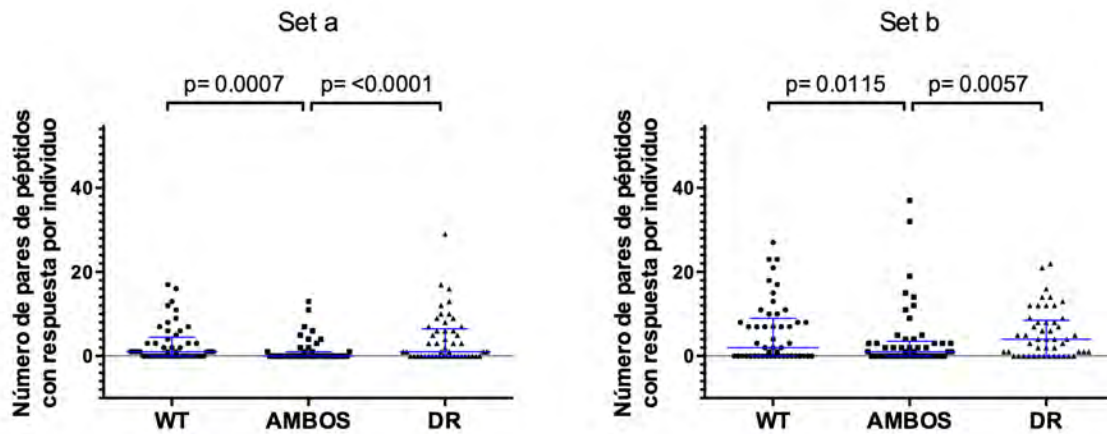 Set a
p= 0.0007
p= <0.0001
Número de pares de péptidos
con respuesta por individuo
40
20
0
WT
AMBOS
DR
Set b
p= 0.0115
p= 0.0057
Número de pares de péptidos
con respuesta por individuo
40
20
0
WT
AMBOS
DR